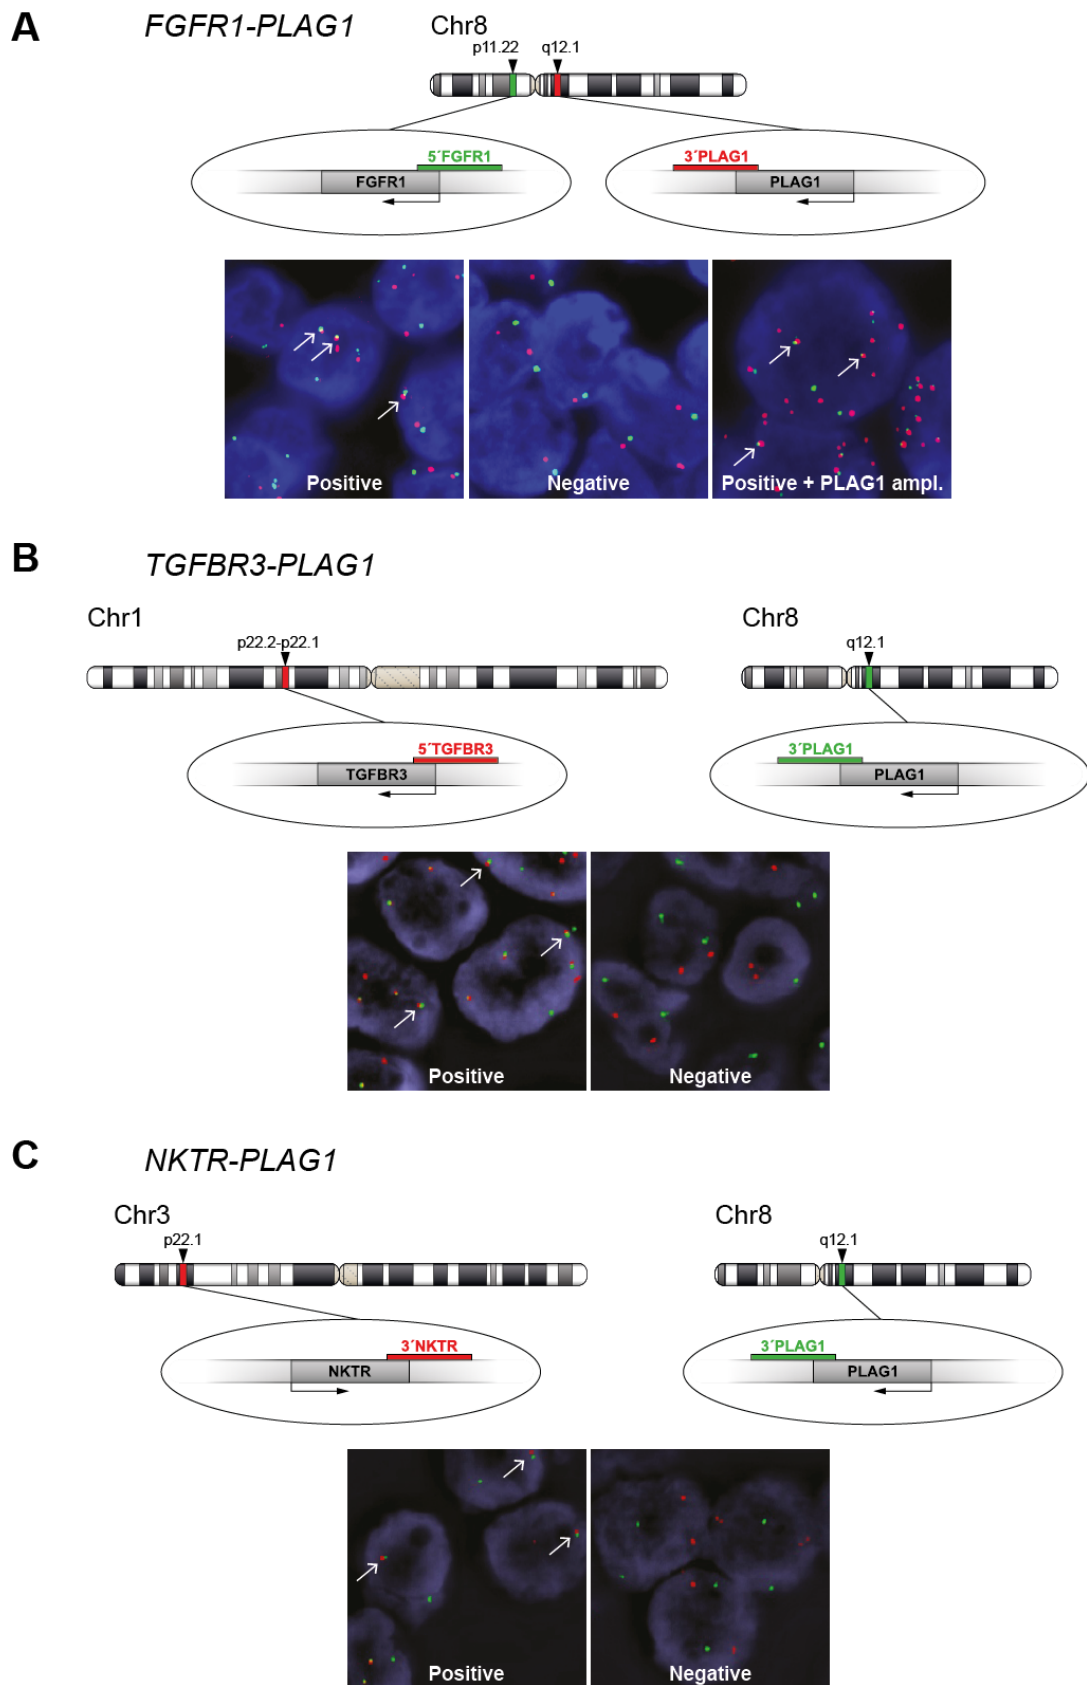 A
FGFR1-PLAG1
Chr8
p11.22 q12.1
5´FGFR1
FGFR1
3´PLAG1
PLAG1
Positive
Negative
Positive + PLAG1 ampl.
B
TGFBR3-PLAG1
Chr1
p22.2-p22.1
Chr8
q12.1
5´TGFBR3
TGFBR3
3´PLAG1
PLAG1
Positive
Negative
C
NKTR-PLAG1
Chr3
p22.1
Chr8
q12.1
3´NKTR
NKTR
3´PLAG1
PLAG1
Positive
Negative